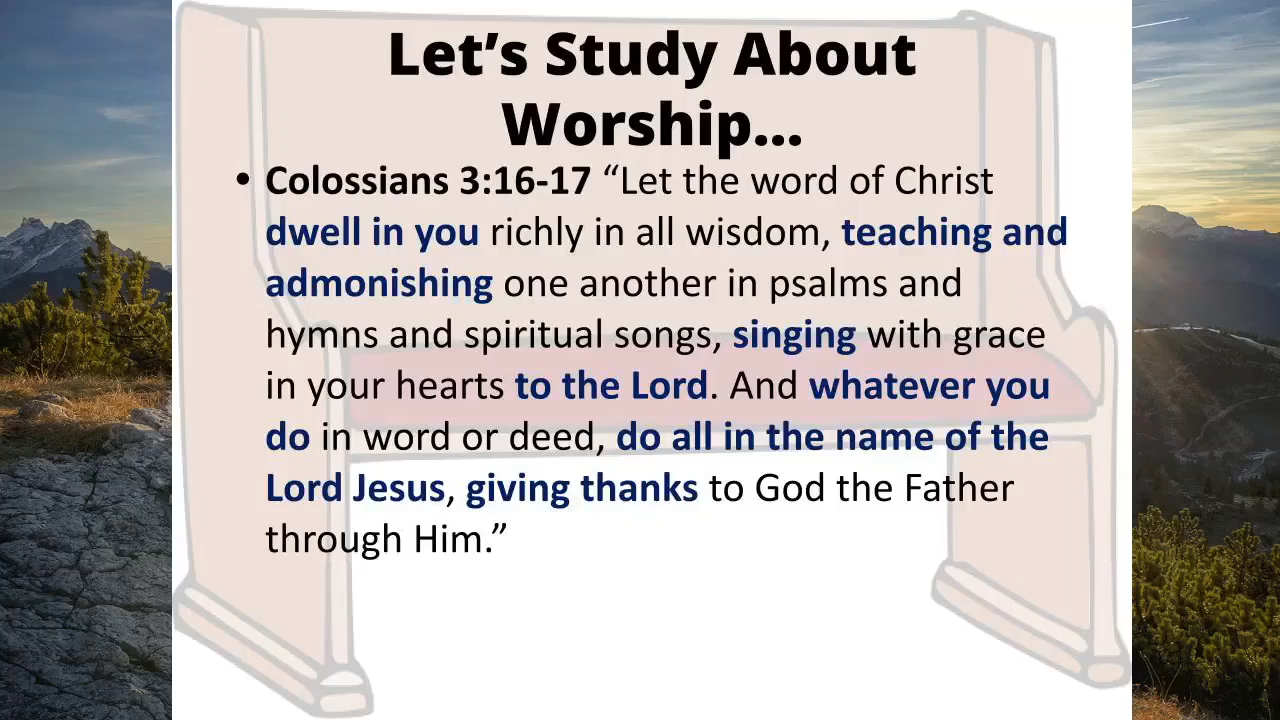 Let’s Study About
Worship...
• Colossians 3:16-17 “Let the word of Christ
dwell in you richly in all wisdom, teaching and
admonishing one another in psalms and
hymns and spiritual songs, singing with grace
in your hearts to the Lord. And whatever you
do in word or deed, do all in the name of the
Lord Jesus, giving thanks to God the Father
through Him.”